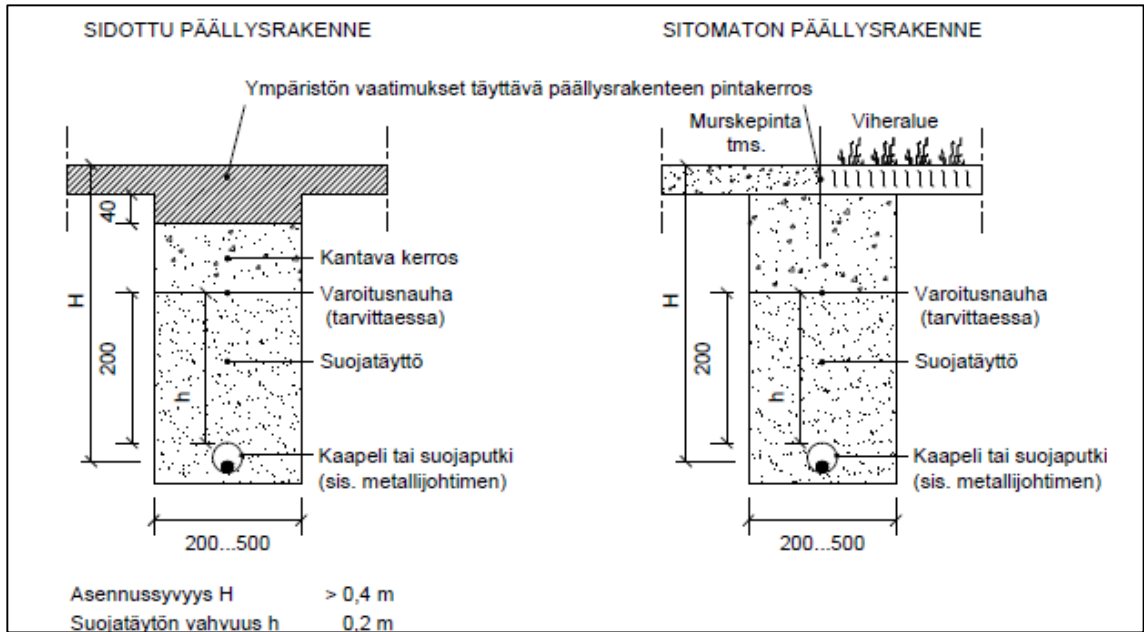 SIDOTTU PÄÄLLYSRAKENNE
SITOMATON PÄÄLLYSRAKENNE
Ympäristön vaatimukset täyttävä päällysrakenteen pintakerros
Murskepinta
tms.
Viheralue
40
H
200
h
Kantava kerros
Varoitusnauha
(tarvittaessa)
Suojatäyttö
Kaapeli tai suojaputki
(sis. metallijohtimen)
200...500
H
200
h
Varoitusnauha
(tarvittaessa)
Suojatäyttö
Kaapeli tai suojaputki
(sis. metallijohtimen)
200...500
Asennussyvyys H > 0,4 m
Suojatäytön vahvuus h 0,2 m